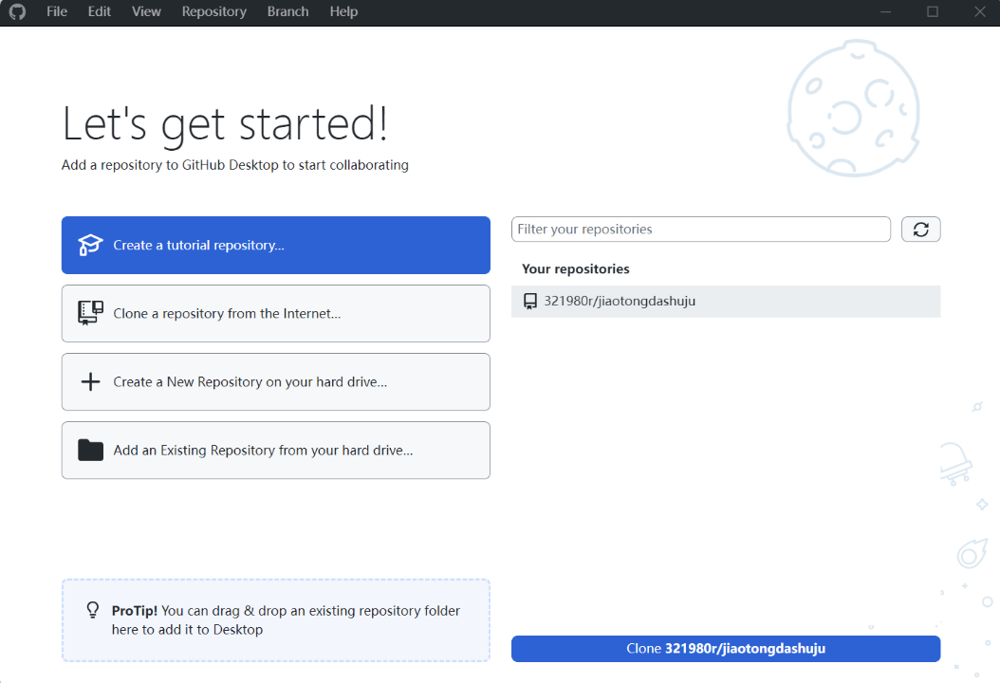 File Edit View Repository Branch Help
Let's get started!
Add a repository to GitHub Desktop to start collaborating
Create a tutorial repository...
Clone a repository from the Internet...
Create a New Repository on your hard drive...
Add an Existing Repository from your hard drive...
ProTip! You can drag & drop an existing repository folder
here to add it to Desktop
Filter your repositories
Your repositories
321980r/jiaotongdashuju
Clone 321980r/jiaotongdashuju